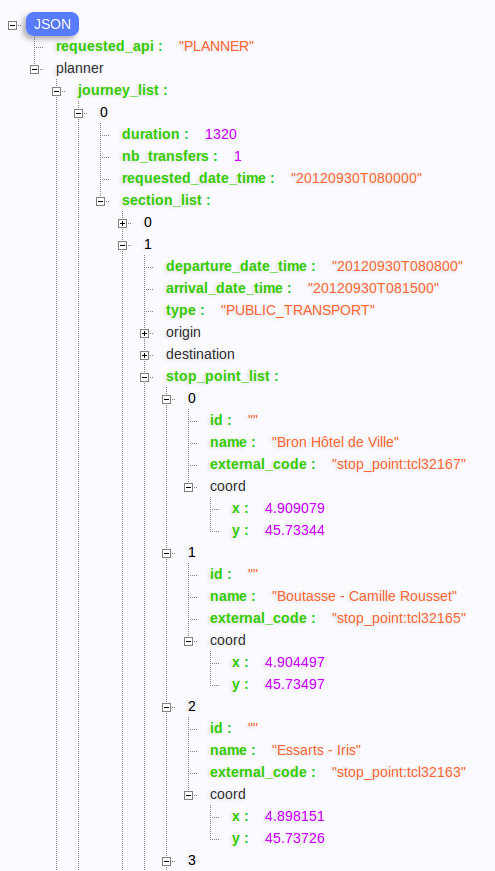 JSON
requested_api : "PLANNER"
planner
journey_list :
0
duration : 1320
nb_transfers : 1
requested_date_time : "20120930T080000"
section_list :
0
1
departure_date_time : "20120930T080800"
arrival_date_time : "20120930T081500"
type : "PUBLIC_TRANSPORT"
origin
destination
stop_point_list :
0
id : ""
name : "Bron Hôtel de Ville"
external_code : "stop_point:tcl32167"
coord
x : 4.909079
y : 45.73344
1
id : ""
name : "Boutasse - Camille Rousset"
external_code : "stop_point:tcl32165"
coord
x : 4.904497
y : 45.73497
2
id : ""
name : "Essarts - Iris"
external_code : "stop_point:tcl32163"
coord
x : 4.898151
y : 45.73726
3